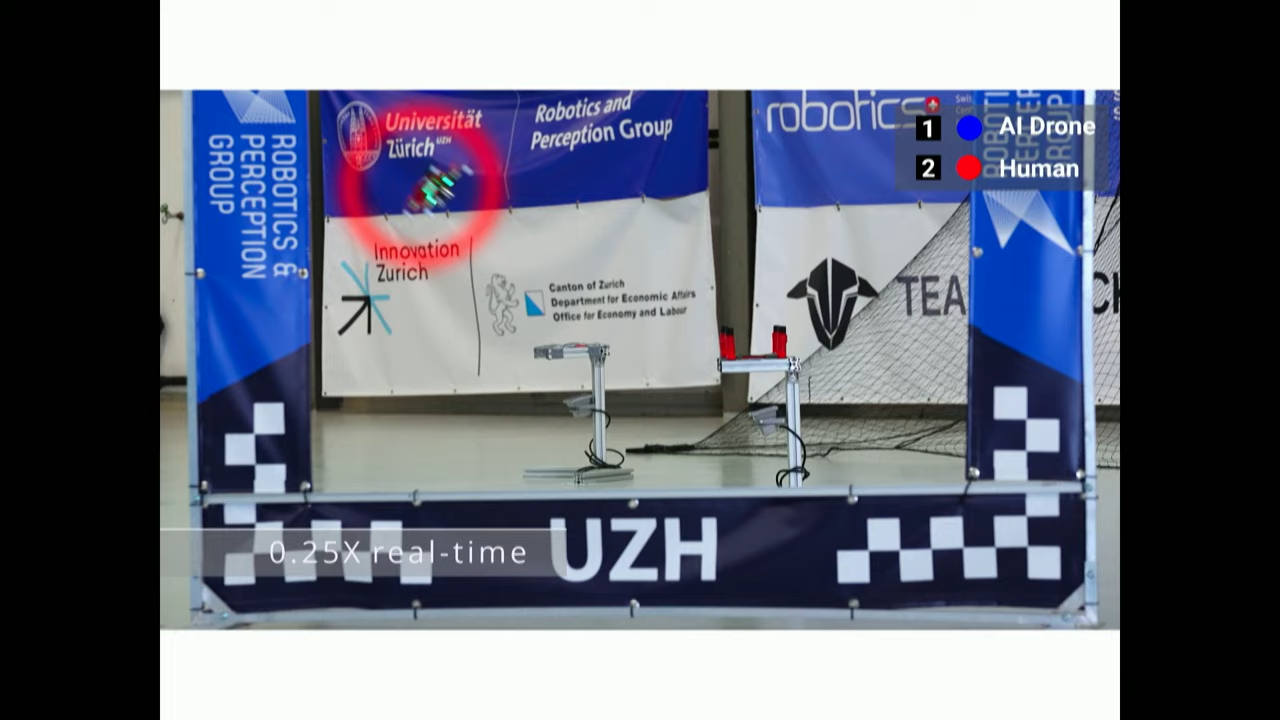 ROBOTICS &
PERCEPTION
GROUP
Universität
Zürich UZH
Robotics and
Perception Group
robotics
1 AI Drone
2 Human
Innovation
Zurich
Canton of Zurich
Department for Economic Affairs
Office for Economy and Labour
TEA
0.25X real-time
UZH